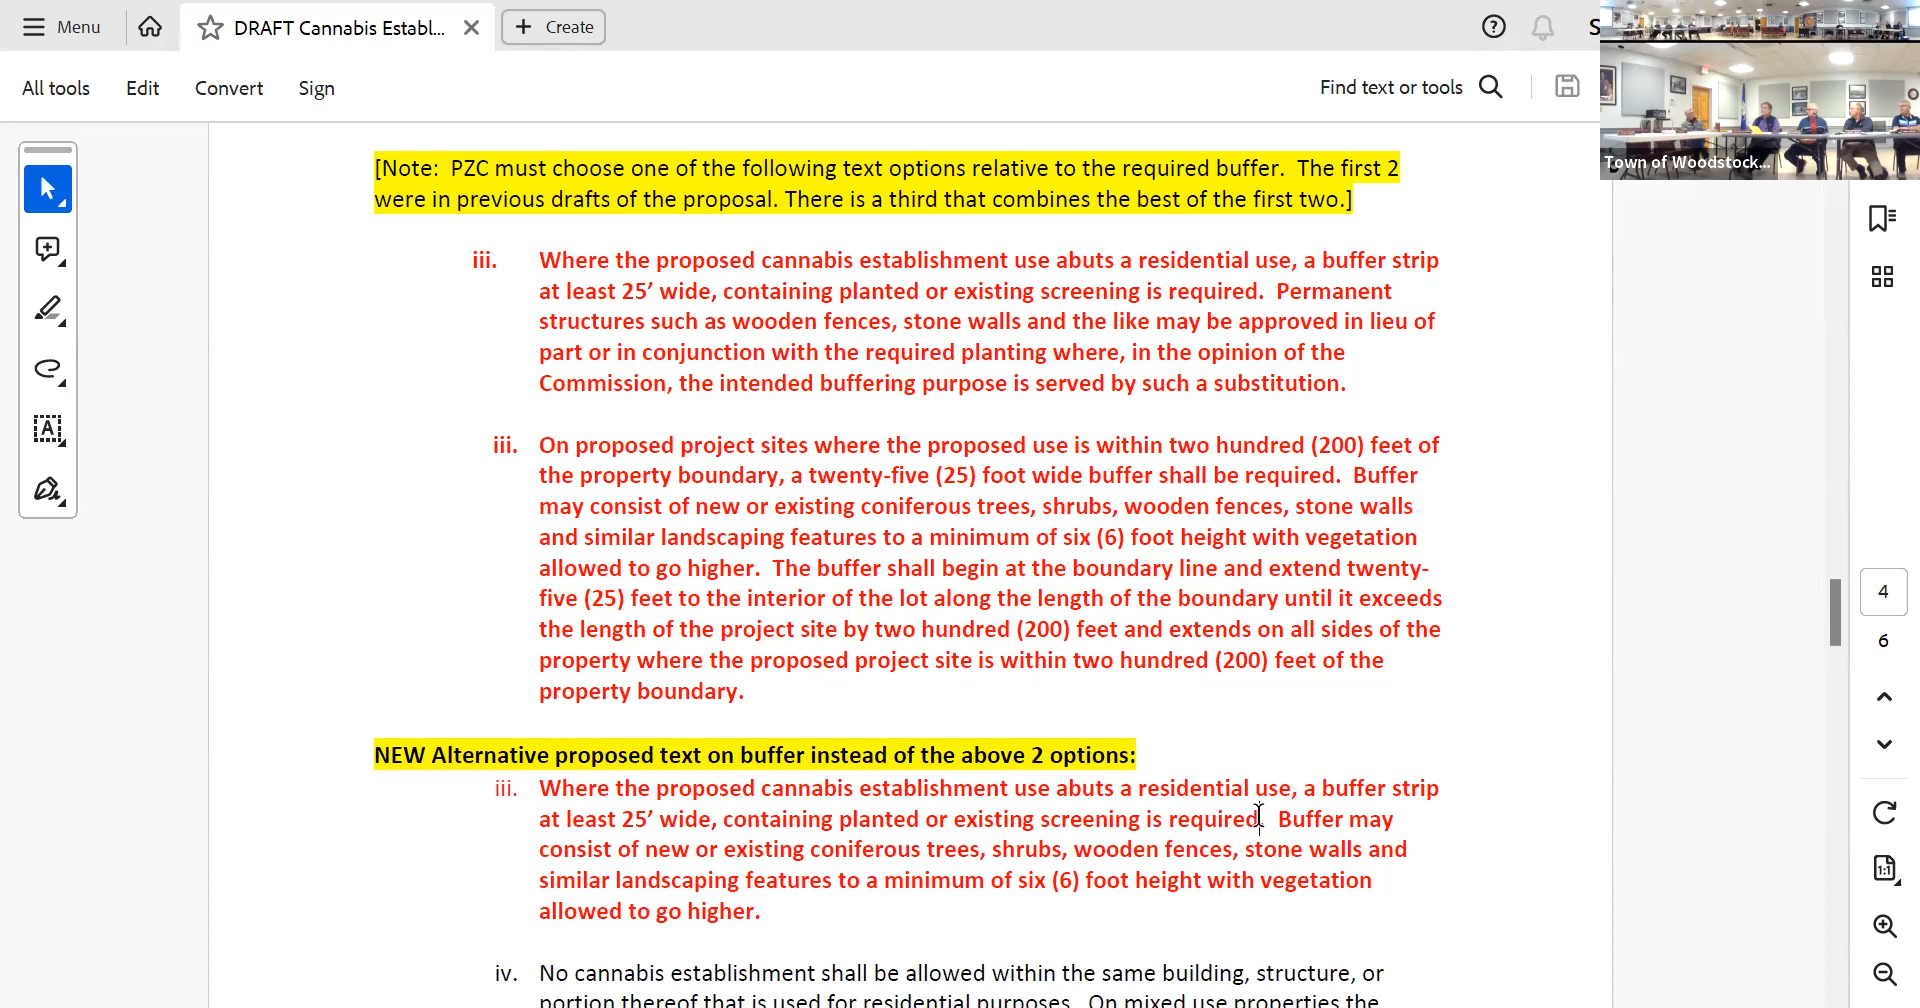 Menu
DRAFT Cannabis Establ...
Create
All tools
Edit
Convert
Sign
Find text or tools
Town of Woodstock...
[Note:  PZC must choose one of the following text options relative to the required buffer.  The first 2
were in previous drafts of the proposal. There is a third that combines the best of the first two.]
iii. Where the proposed cannabis establishment use abuts a residential use, a buffer strip
at least 25’ wide, containing planted or existing screening is required.  Permanent
structures such as wooden fences, stone walls and the like may be approved in lieu of
part or in conjunction with the required planting where, in the opinion of the
Commission, the intended buffering purpose is served by such a substitution.
iii. On proposed project sites where the proposed use is within two hundred (200) feet of
the property boundary, a twenty-five (25) foot wide buffer shall be required.  Buffer
may consist of new or existing coniferous trees, shrubs, wooden fences, stone walls
and similar landscaping features to a minimum of six (6) foot height with vegetation
allowed to go higher.  The buffer shall begin at the boundary line and extend twenty-
five (25) feet to the interior of the lot along the length of the boundary until it exceeds
the length of the project site by two hundred (200) feet and extends on all sides of the
property where the proposed project site is within two hundred (200) feet of the
property boundary.
NEW Alternative proposed text on buffer instead of the above 2 options:
iii. Where the proposed cannabis establishment use abuts a residential use, a buffer strip
at least 25’ wide, containing planted or existing screening is required.  Buffer may
consist of new or existing coniferous trees, shrubs, wooden fences, stone walls and
similar landscaping features to a minimum of six (6) foot height with vegetation
allowed to go higher.
iv. No cannabis establishment shall be allowed within the same building, structure, or
portion thereof that is used for residential purposes.  On mixed use properties the
4
6
1:1